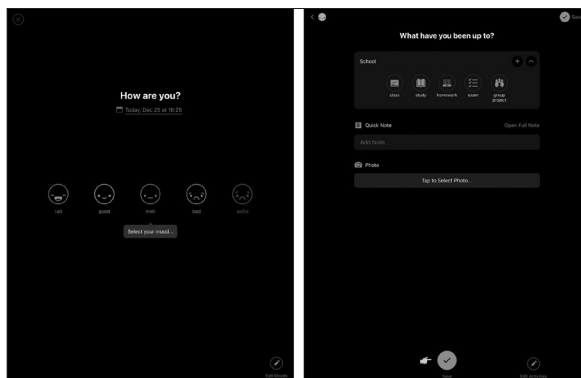 How are you?
Today, Dec 25 at 16:25
rad
good
meh
bad
awful
Select your mood...
Edit Moods
Save
What have you been up to?
School
class
study
homework
exam
group
project
Quick Note
Open Full Note
Add Note...
Photo
Tap to Select Photo...
Save
Edit Activities